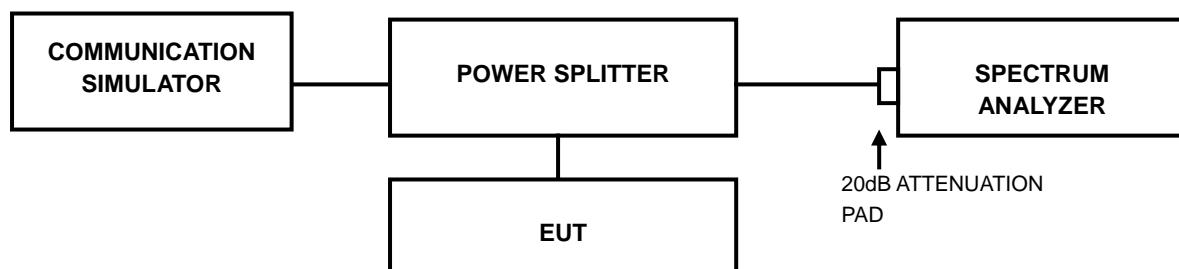 COMMUNICATION
SIMULATOR
POWER SPLITTER
SPECTRUM
ANALYZER
20dB ATTENUATION
PAD
EUT